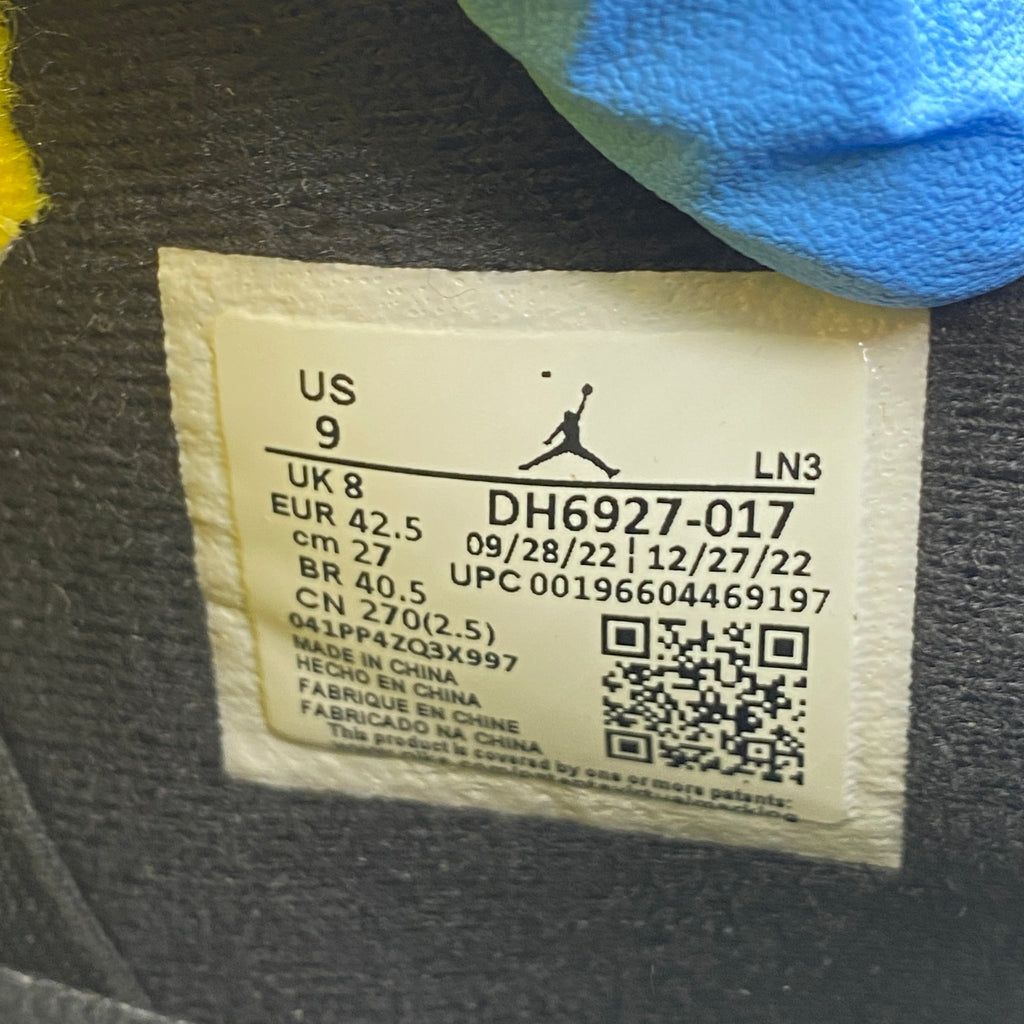 US
9
LN3
UK 8
EUR 42.5
cm 27
BR 40.5
CN 270(2.5)
DH6927-017
09/28/22 ¦ 12/27/22
UPC 00196604469197
041PP4ZQ3X997
MADE IN CHINA
HECHO EN CHINA
FABRIQUE EN CHINE
FABRICADO NA CHINA
This product is covered by one or more patents: